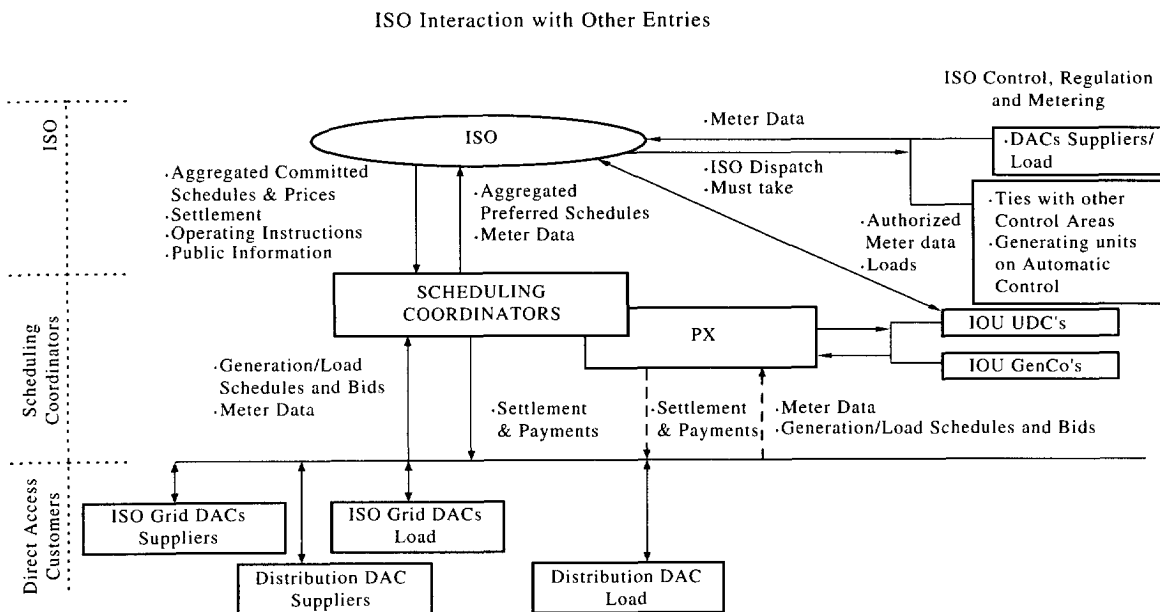 ISO Interaction with Other Entries
ISO Control, Regulation
and Metering
ISO
ISO
·Meter Data
·DACs Suppliers/
Load
·ISO Dispatch
·Must take
·Aggregated Committed
Schedules & Prices
·Settlement
·Operating Instructions
·Public Information
·Aggregated
Preferred Schedules
·Meter Data
·Authorized
Meter data
·Loads
·Ties with other
Control Areas
·Generating units
on Automatic
Control
Scheduling
Coordinators
SCHEDULING
COORDINATORS
PX
IOU UDC's
IOU GenCo's
·Generation/Load
Schedules and Bids
·Meter Data
·Settlement
& Payments
·Settlement
& Payments
·Meter Data
·Generation/Load Schedules and Bids
Direct Access
Customers
ISO Grid DACs
Suppliers
ISO Grid DACs
Load
Distribution DAC
Suppliers
Distribution DAC
Load